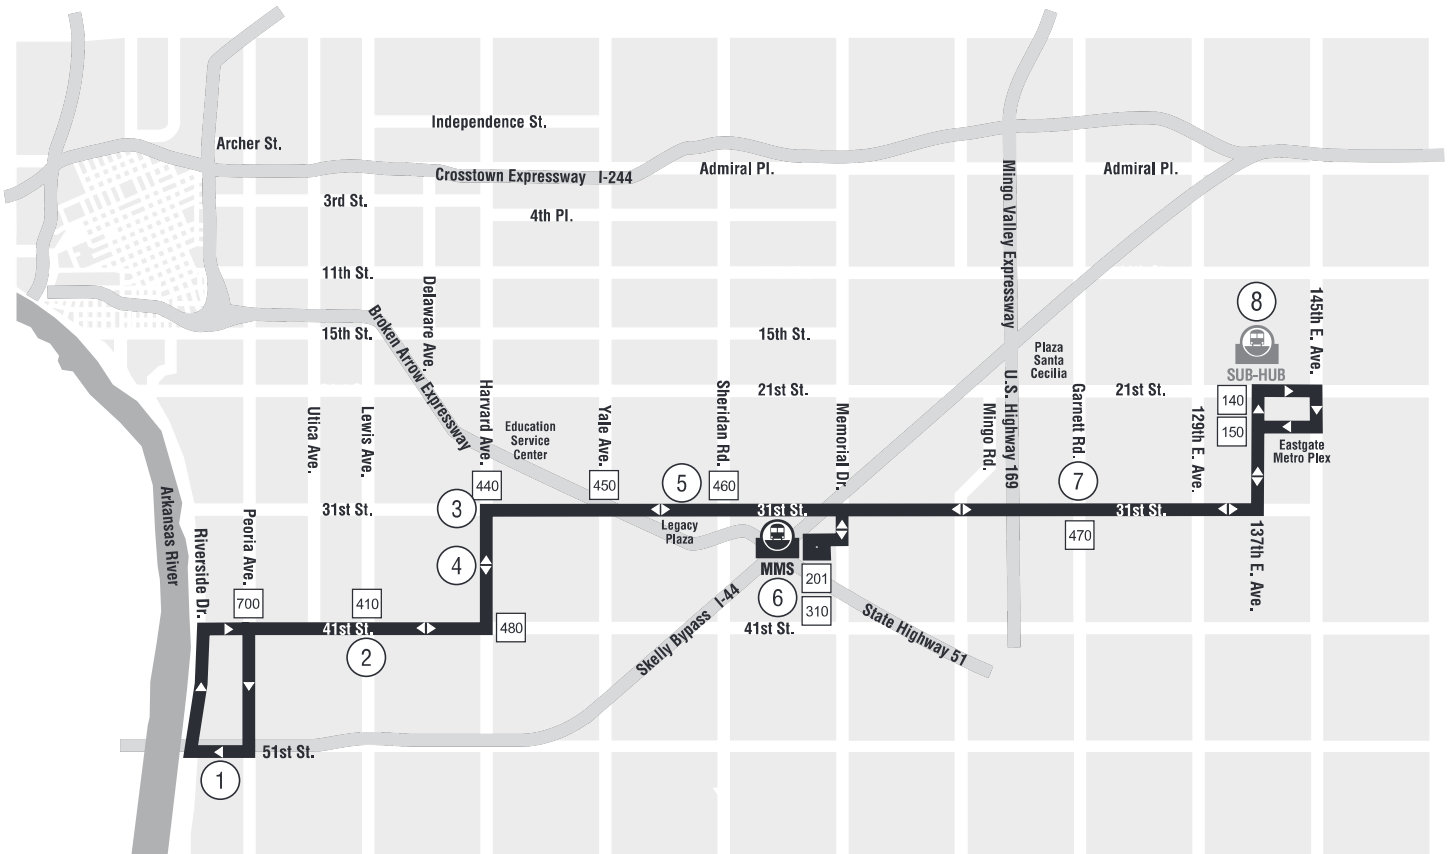 Independence St.
Archer St.
Admiral Pl.
Admiral Pl.
Crosstown Expressway I-244
3rd St.
4th Pl.
Mingo Valley Expressway
11th St.
Delaware Ave.
Broken Arrow Expressway
15th St.
15th St.
8
145th E. Ave.
Plaza
Santa
Cecilia
SUB-HUB
21st St.
21st St.
U.S. Highway 169
140
150
Utica Ave.
Lewis Ave.
Harvard Ave.
Education
Service
Center
Yale Ave.
Sheridan Rd.
Memorial Dr.
Mingo Rd.
Garnett Rd.
129th E. Ave.
Eastgate
Metro Plex
440
450
5
460
7
31st St.
3
31st St.
31st St.
Legacy
Plaza
470
137th E. Ave.
Arkansas River
Riverside Dr.
Peoria Ave.
4
MMS
201
6
310
700
410
480
41st St.
41st St.
Skelly Bypass I-44
State Highway 51
2
51st St.
1